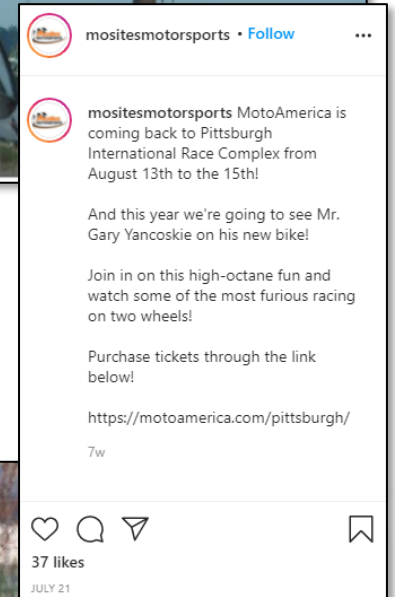 mositesmotorsports • Follow
mositesmotorsports MotoAmerica is
coming back to Pittsburgh
International Race Complex from
August 13th to the 15th!
And this year we're going to see Mr.
Gary Yancoskie on his new bike!
Join in on this high-octane fun and
watch some of the most furious racing
on two wheels!
Purchase tickets through the link
below!
https://motoamerica.com/pittsburgh/
7w
37 likes
JULY 21